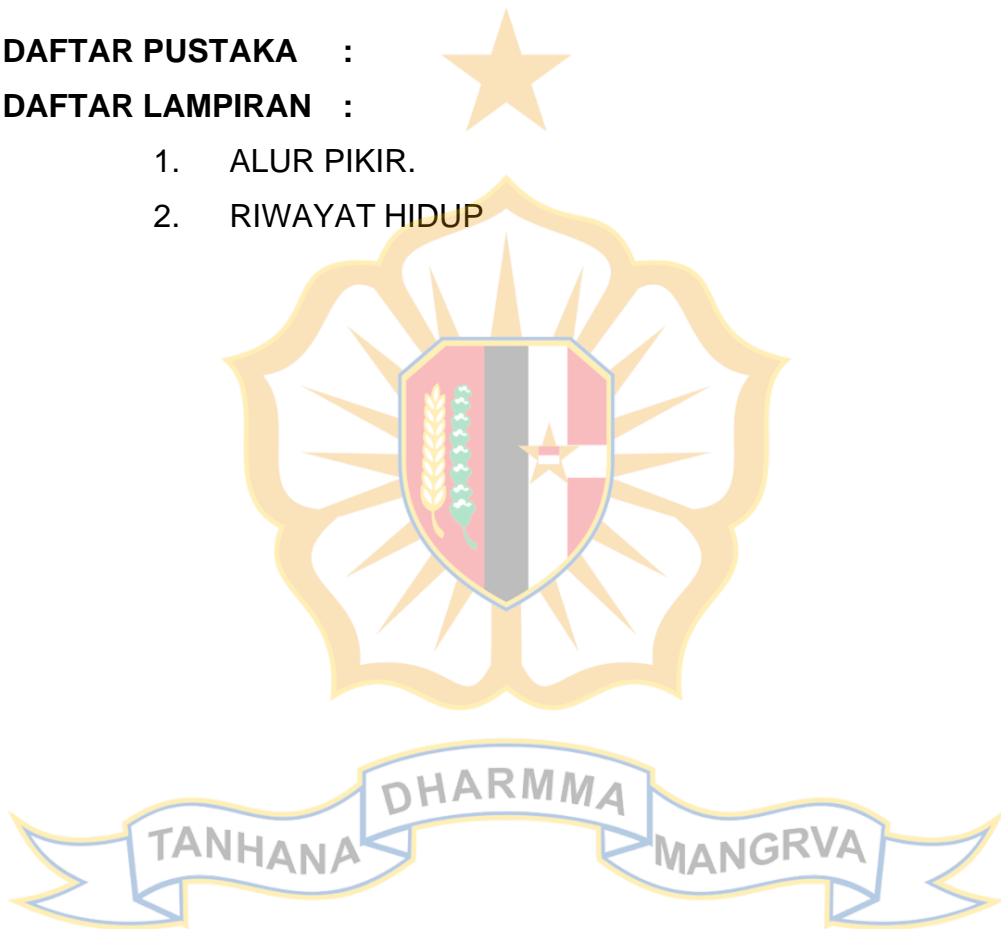 DAFTAR PUSTAKA :
DAFTAR LAMPIRAN :
1. ALUR PIKIR.
2. RIWAYAT HIDUP
TANHANA DHARMMA MANGRVA